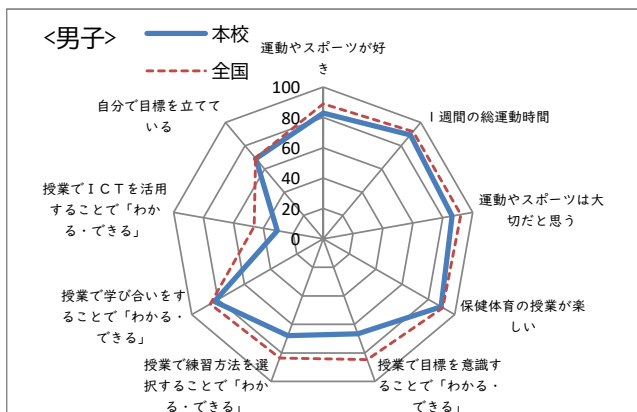 <男子>
本校
全国
運動やスポーツが好
き
１週間の総運動時間
運動やスポーツは大
切だと思う
保健体育の授業が楽
しい
授業で目標を意識す
ることで「わかる・
できる」
授業で練習方法を選
択することで「わか
る・できる」
授業で学び合いをす
ることで「わかる・
できる」
授業でＩＣＴを活用
することで「わか
る・できる」
自分で目標を立てて
いる
100
80
60
40
20
0